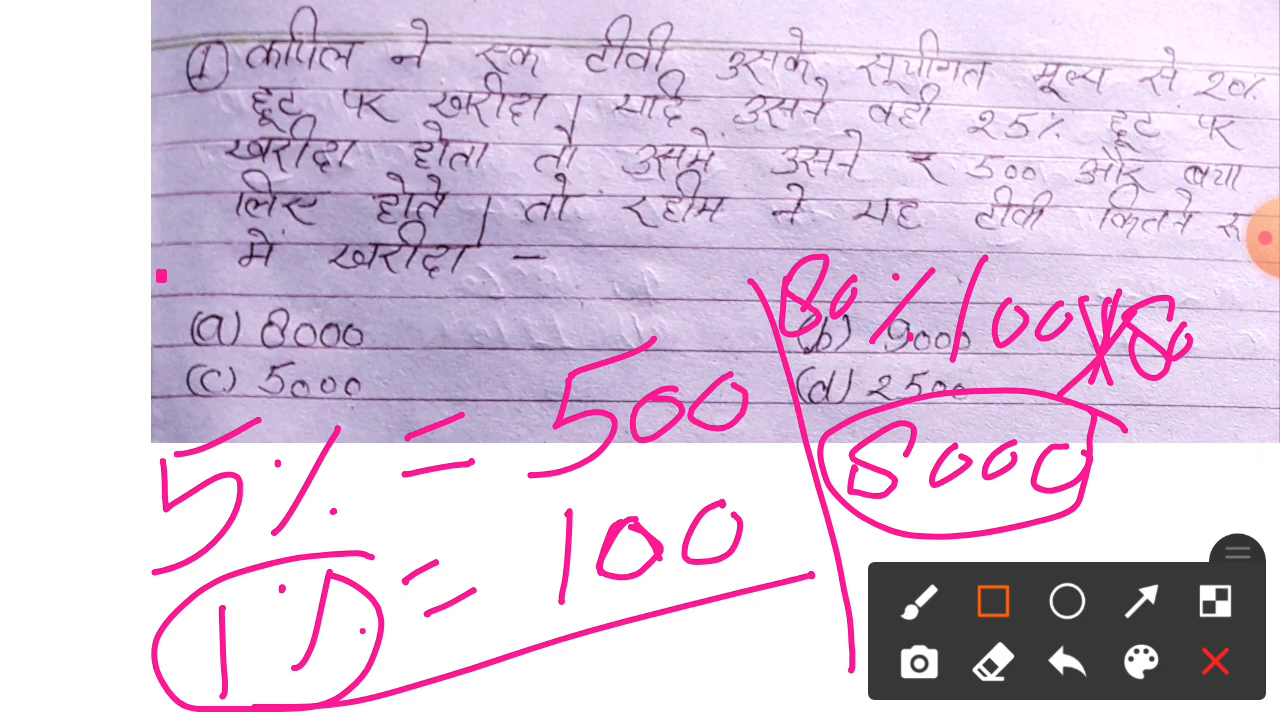 ① कपिल ने एक टीवी उसके सूचीगत मूल्य से 20%
छूट पर खरीदा। यदि उसने वही 25% छूट पर
खरीदा होता तो उसमें उसने ₹ 500 और बचा
लिए होते। तो रहीम ने यह टीवी कितने रु
में खरीदा -
(a) 8000
(b) 9000
(c) 5000
(d) 2500
80% 100×80
8000
5% = 500
1% = 100